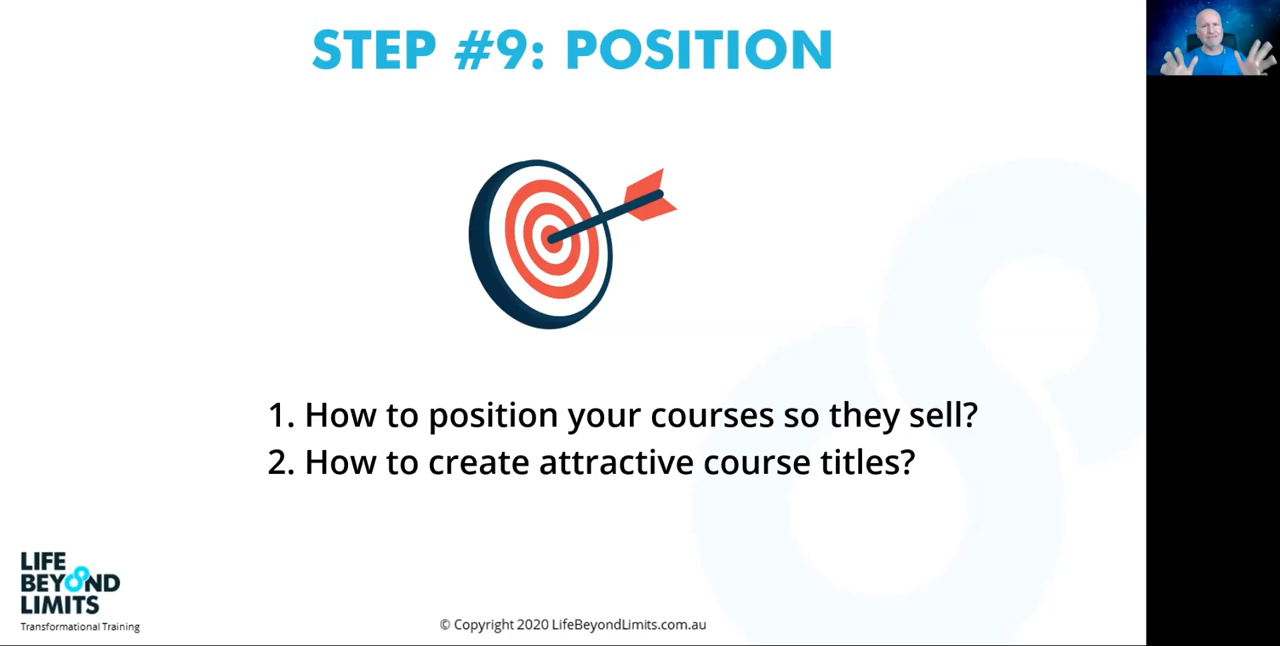 STEP #9: POSITION
1. How to position your courses so they sell?
2. How to create attractive course titles?
LIFE
BEYOND
LIMITS
Transformational Training
© Copyright 2020 LifeBeyondLimits.com.au